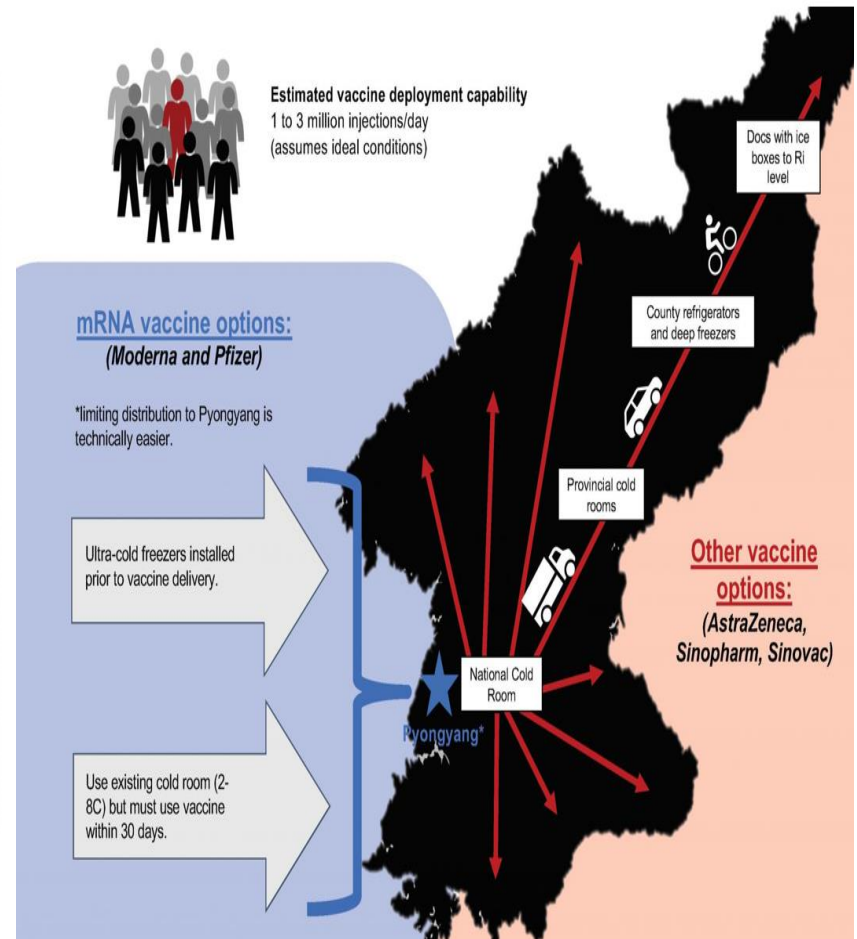 Estimated vaccine deployment capability
1 to 3 million injections/day
(assumes ideal conditions)
Docs with ice
boxes to Ri
level
mRNA vaccine options:
(Moderna and Pfizer)
County refrigerators
and deep freezers
*limiting distribution to Pyongyang is
technically easier.
Provincial cold
rooms
Ultra-cold freezers installed
prior to vaccine delivery.
Other vaccine
options:
(AstraZeneca,
Sinopharm, Sinovac)
National Cold
Room
Pyongyang*
Use existing cold room (2-
8C) but must use vaccine
within 30 days.